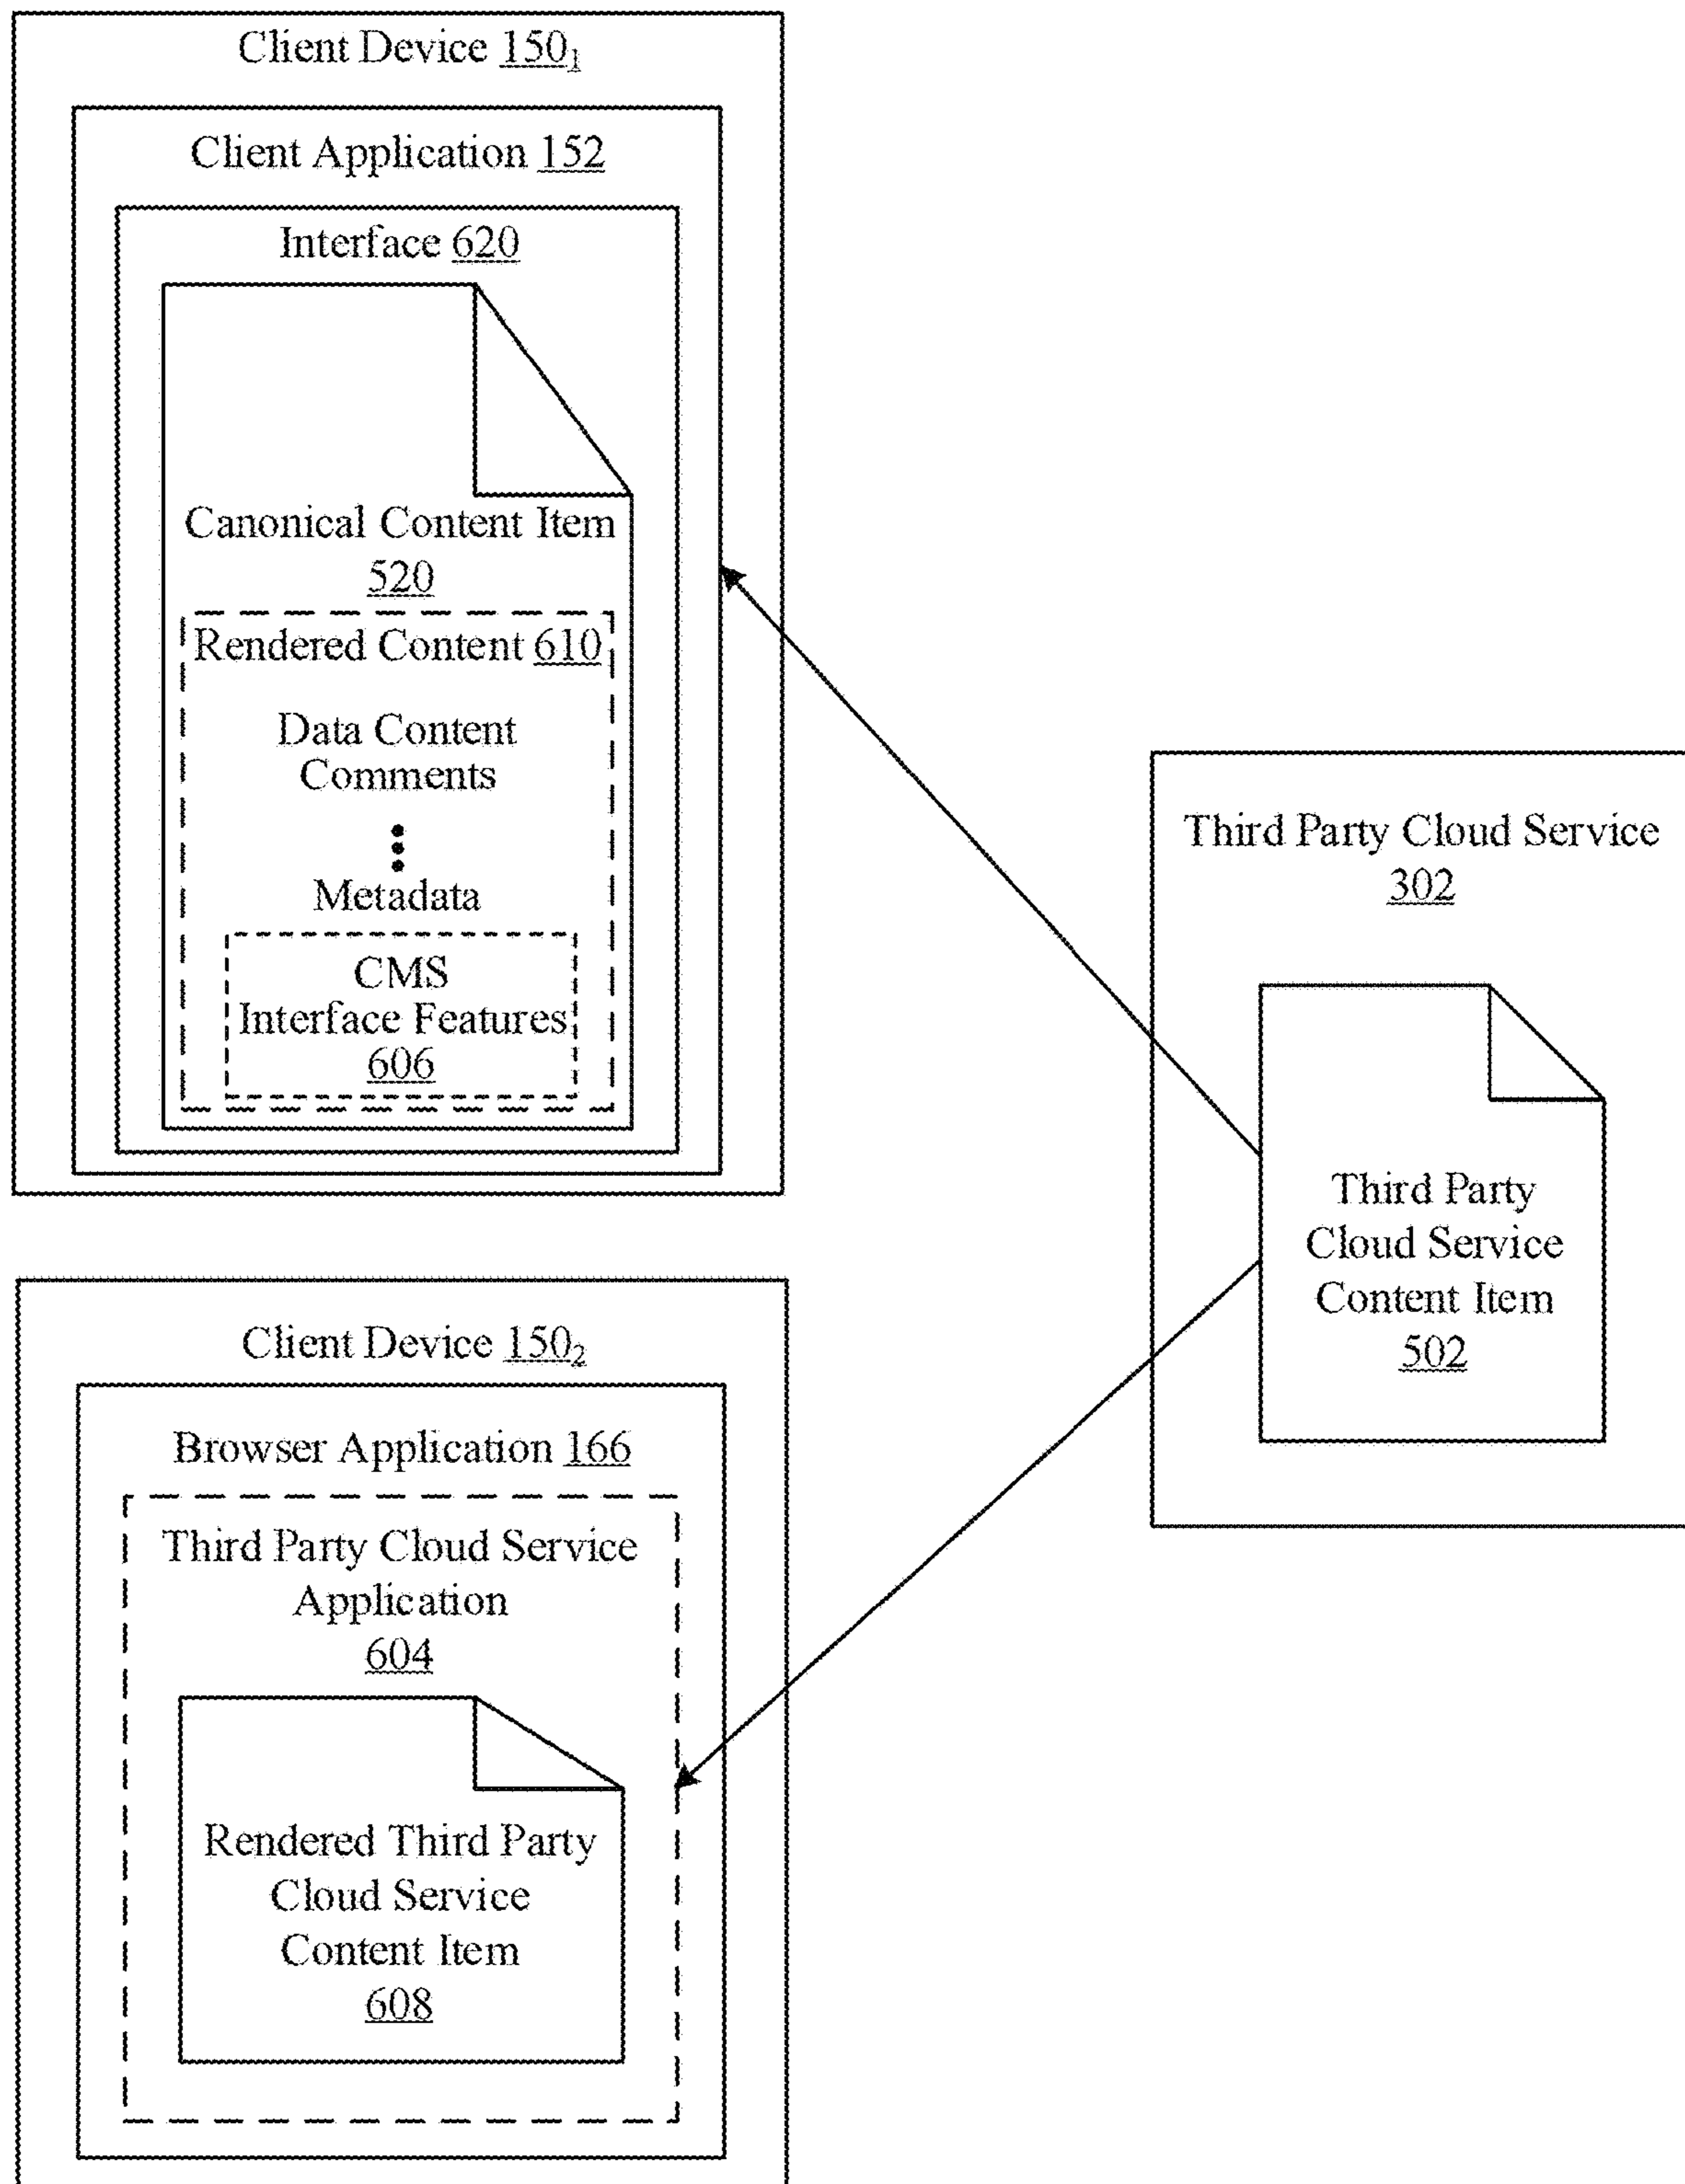 Client Device 150₁
Client Application 152
Interface 620
Canonical Content Item
520
Rendered Content 610
Data Content
Comments
Metadata
CMS
Interface Features
606
Third Party Cloud Service
302
Third Party
Cloud Service
Content Item
502
Client Device 150₂
Browser Application 166
Third Party Cloud Service
Application
604
Rendered Third Party
Cloud Service
Content Item
608